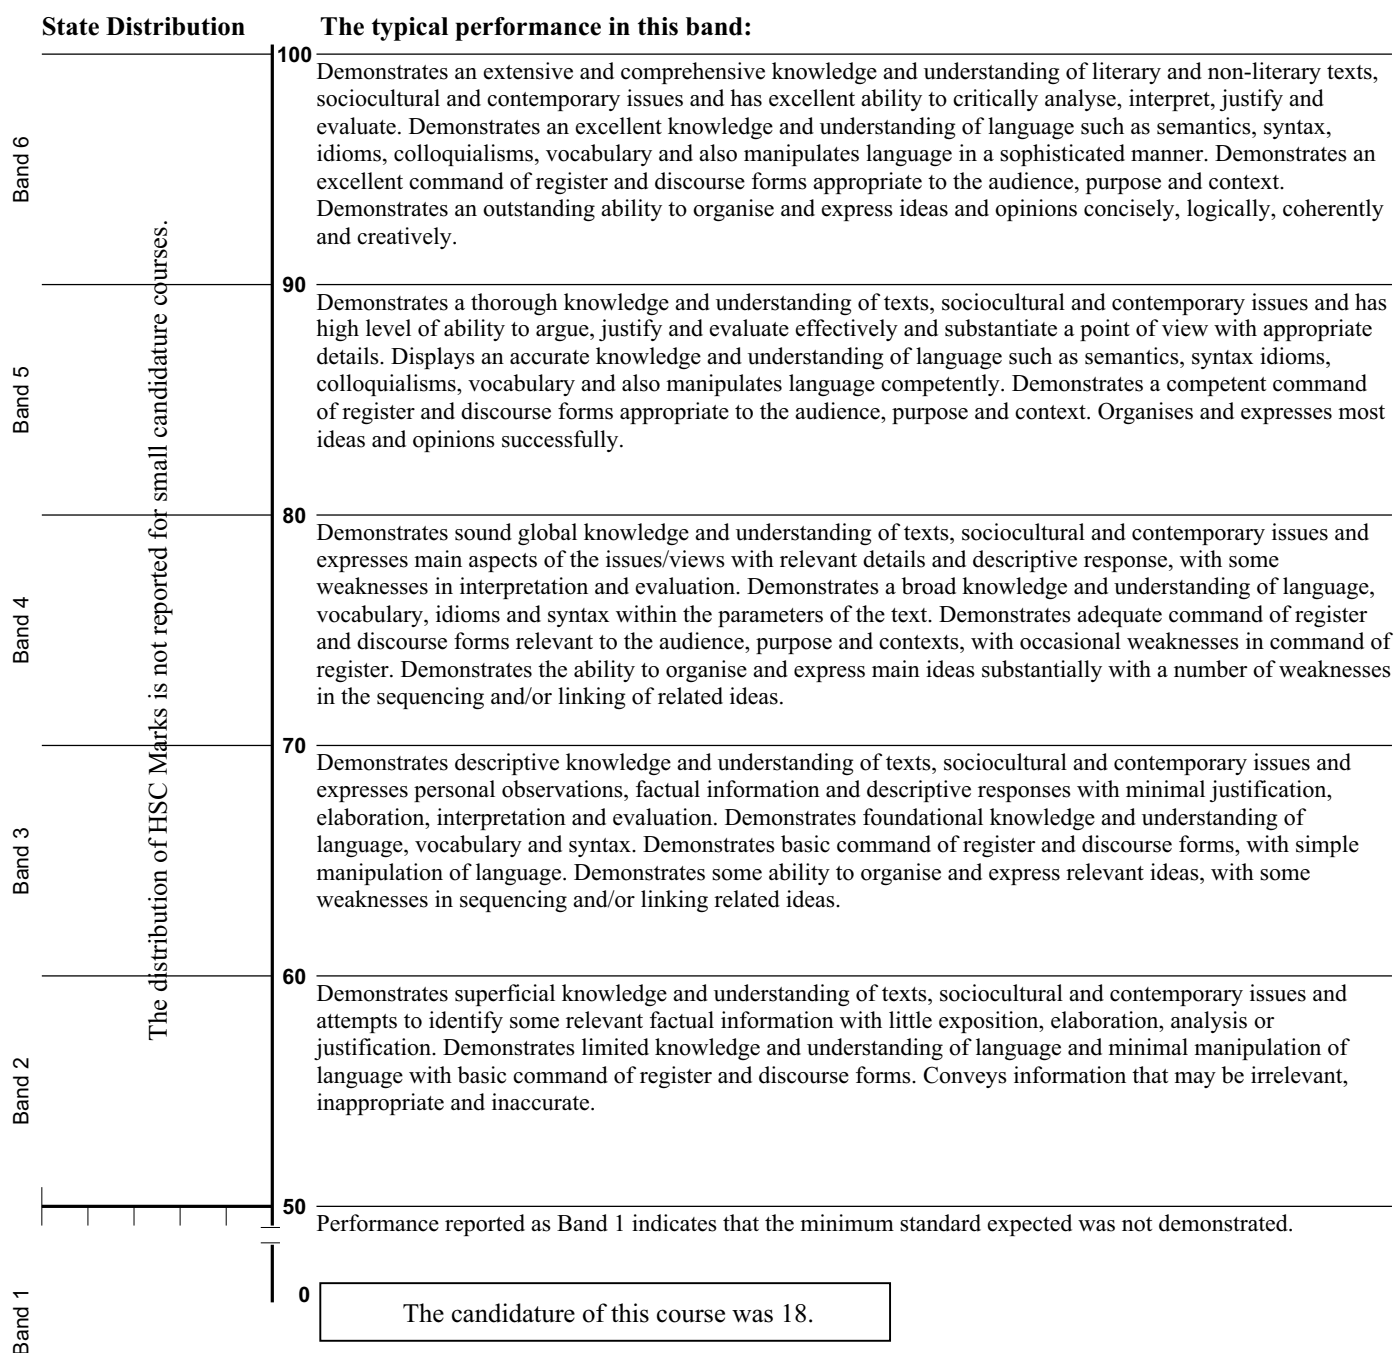 State Distribution
The typical performance in this band:
100
Demonstrates an extensive and comprehensive knowledge and understanding of literary and non-literary texts,
sociocultural and contemporary issues and has excellent ability to critically analyse, interpret, justify and
evaluate. Demonstrates an excellent knowledge and understanding of language such as semantics, syntax,
idioms, colloquialisms, vocabulary and also manipulates language in a sophisticated manner. Demonstrates an
excellent command of register and discourse forms appropriate to the audience, purpose and context.
Demonstrates an outstanding ability to organise and express ideas and opinions concisely, logically, coherently
and creatively.
Band 6
90
Demonstrates a thorough knowledge and understanding of texts, sociocultural and contemporary issues and has
high level of ability to argue, justify and evaluate effectively and substantiate a point of view with appropriate
details. Displays an accurate knowledge and understanding of language such as semantics, syntax idioms,
colloquialisms, vocabulary and also manipulates language competently. Demonstrates a competent command
of register and discourse forms appropriate to the audience, purpose and context. Organises and expresses most
ideas and opinions successfully.
Band 5
80
Demonstrates sound global knowledge and understanding of texts, sociocultural and contemporary issues and
expresses main aspects of the issues/views with relevant details and descriptive response, with some
weaknesses in interpretation and evaluation. Demonstrates a broad knowledge and understanding of language,
vocabulary, idioms and syntax within the parameters of the text. Demonstrates adequate command of register
and discourse forms relevant to the audience, purpose and contexts, with occasional weaknesses in command of
register. Demonstrates the ability to organise and express main ideas substantially with a number of weaknesses
in the sequencing and/or linking of related ideas.
Band 4
The distribution of HSC Marks is not reported for small candidature courses.
70
Demonstrates descriptive knowledge and understanding of texts, sociocultural and contemporary issues and
expresses personal observations, factual information and descriptive responses with minimal justification,
elaboration, interpretation and evaluation. Demonstrates foundational knowledge and understanding of
language, vocabulary and syntax. Demonstrates basic command of register and discourse forms, with simple
manipulation of language. Demonstrates some ability to organise and express relevant ideas, with some
weaknesses in sequencing and/or linking related ideas.
Band 3
60
Demonstrates superficial knowledge and understanding of texts, sociocultural and contemporary issues and
attempts to identify some relevant factual information with little exposition, elaboration, analysis or
justification. Demonstrates limited knowledge and understanding of language and minimal manipulation of
language with basic command of register and discourse forms. Conveys information that may be irrelevant,
inappropriate and inaccurate.
Band 2
50
Performance reported as Band 1 indicates that the minimum standard expected was not demonstrated.
0
Band 1
The candidature of this course was 18.